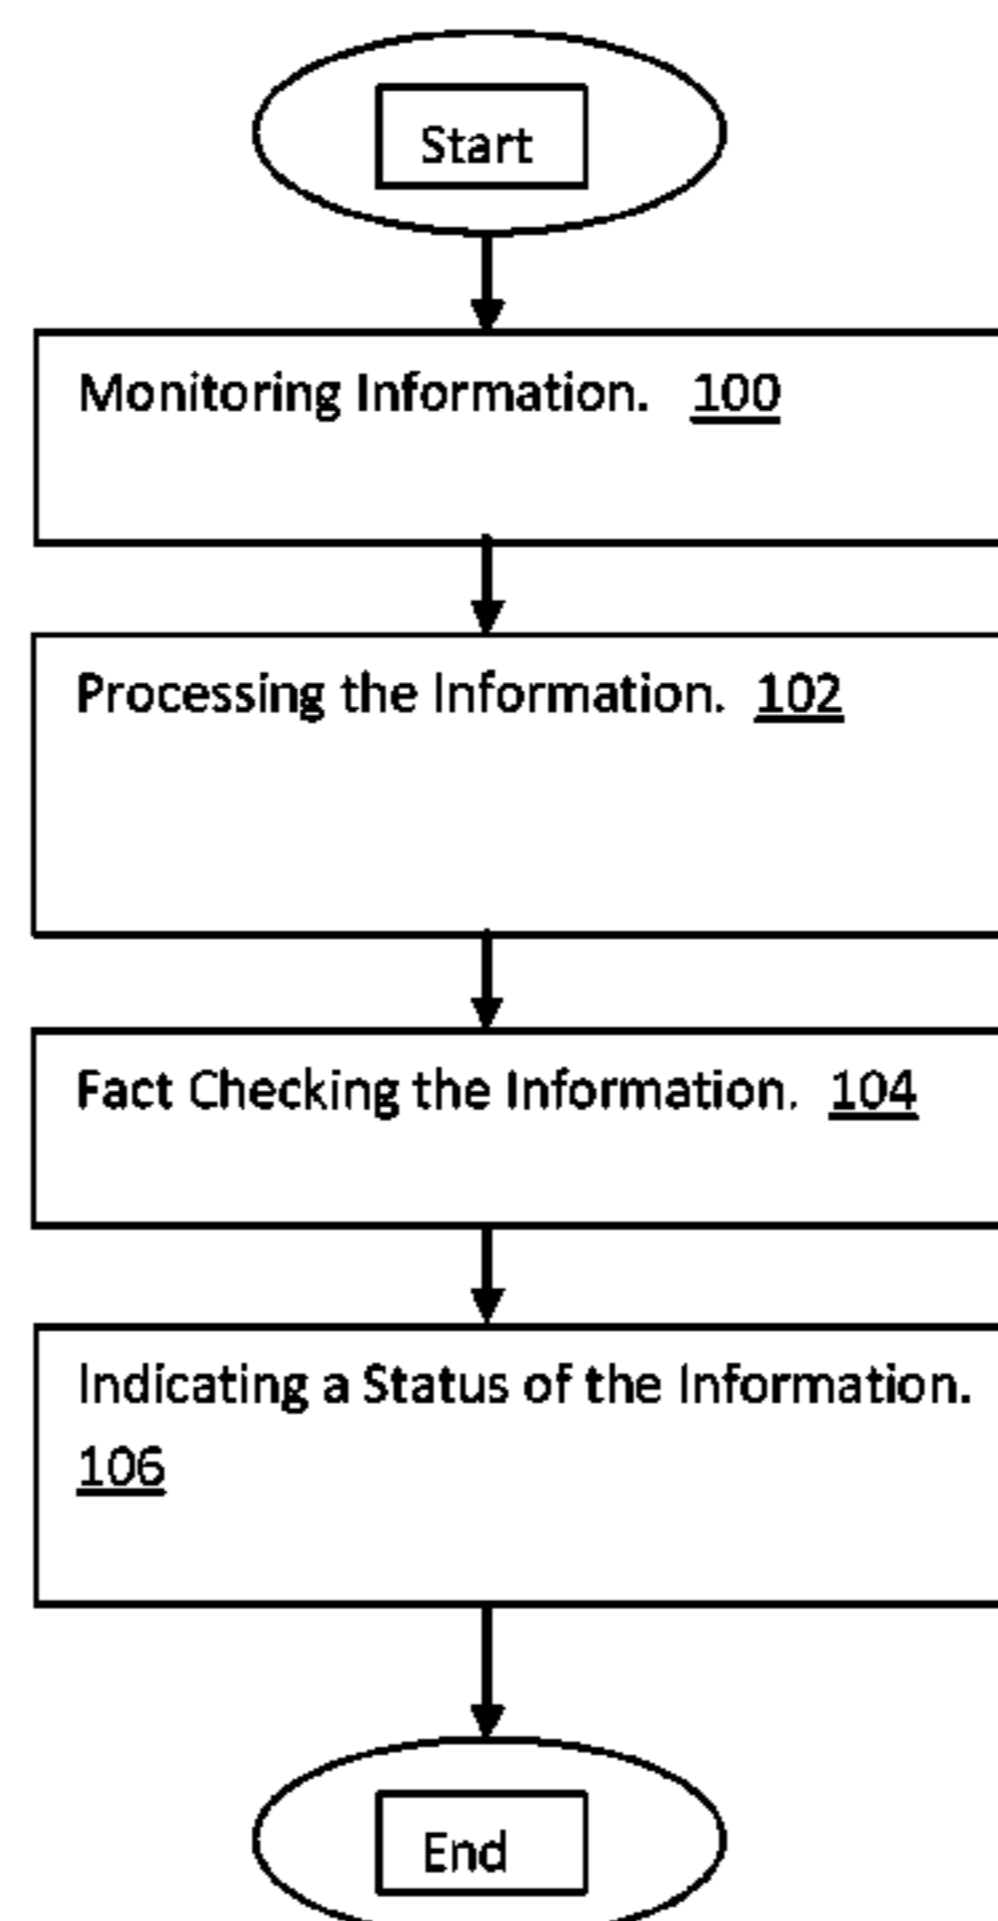 Start
Monitoring Information. 100
Processing the Information. 102
Fact Checking the Information. 104
Indicating a Status of the Information.
106
End